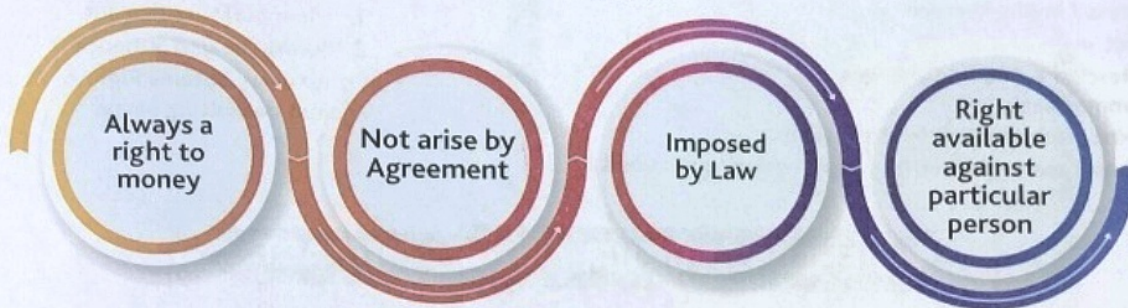 Always a
right to
money
Not arise by
Agreement
Imposed
by Law
Right
available
against
particular
person